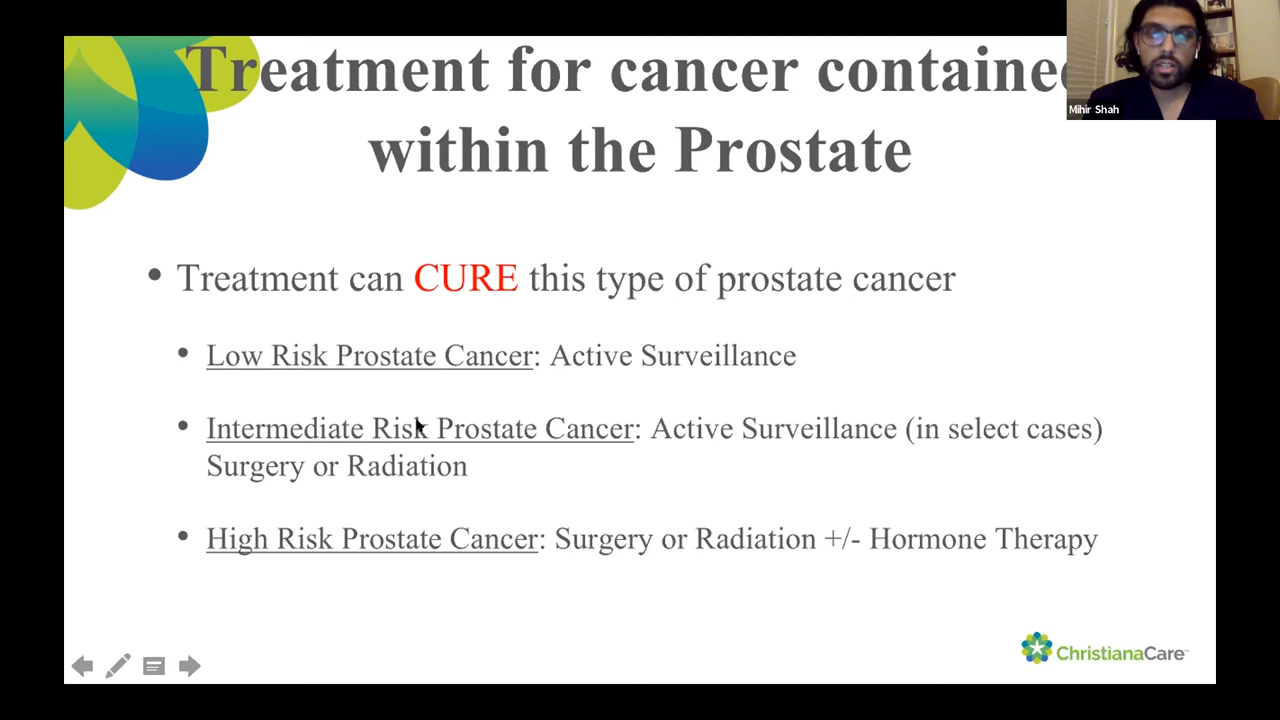 Treatment for cancer containe
within the Prostate
Mihir Shah
• Treatment can CURE this type of prostate cancer
• Low Risk Prostate Cancer: Active Surveillance
• Intermediate Risk Prostate Cancer: Active Surveillance (in select cases)
Surgery or Radiation
• High Risk Prostate Cancer: Surgery or Radiation +/- Hormone Therapy
ChristianaCare™